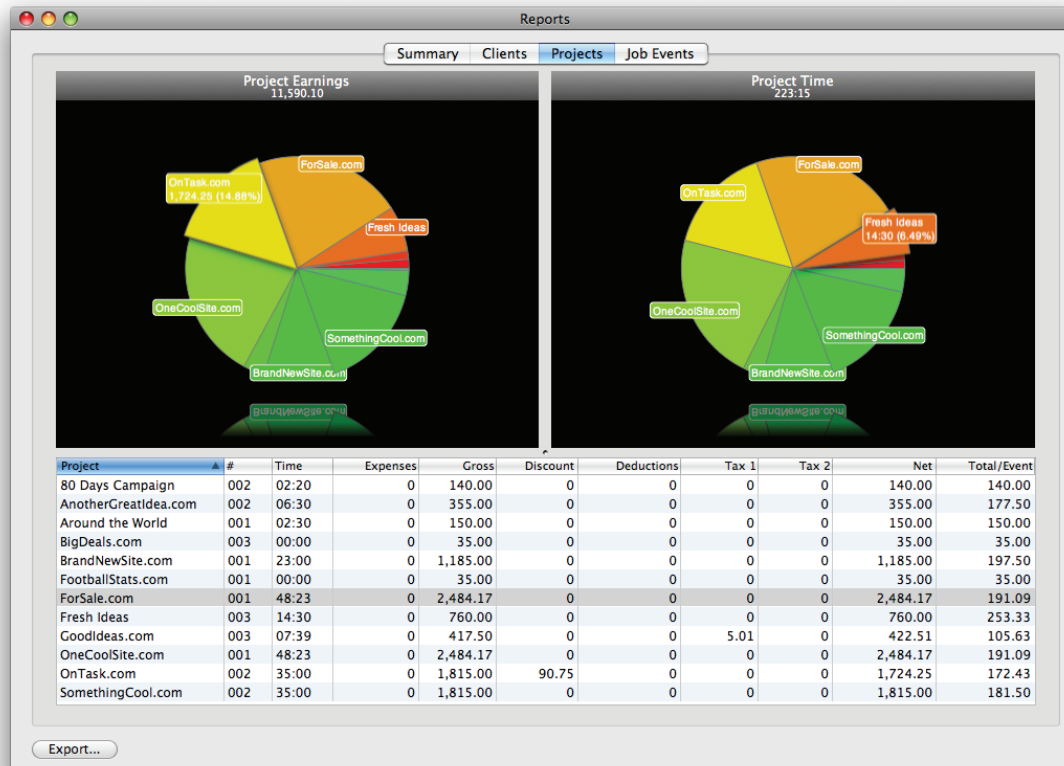 Reports
Summary Clients Projects Job Events
Project Earnings
11,590.10
ForSale.com
OnTask.com
1,724.25 (14.88%)
Fresh Ideas
OneCoolSite.com
SomethingCool.com
BrandNewSite.com
BrandNewSite.com
Project Time
223:15
ForSale.com
OnTask.com
Fresh Ideas
14:30 (6.49%)
OneCoolSite.com
SomethingCool.com
BrandNewSite.com
BrandNewSite.com
Project # Time Expenses Gross Discount Deductions Tax 1 Tax 2 Net Total/Event
80 Days Campaign 002 02:20 0 140.00 0 0 0 0 140.00 140.00
AnotherGreatIdea.com 002 06:30 0 355.00 0 0 0 0 355.00 177.50
Around the World 001 02:30 0 150.00 0 0 0 0 150.00 150.00
BigDeals.com 003 00:00 0 35.00 0 0 0 0 35.00 35.00
BrandNewSite.com 001 23:00 0 1,185.00 0 0 0 0 1,185.00 197.50
FootballStats.com 001 00:00 0 35.00 0 0 0 0 35.00 35.00
ForSale.com 001 48:23 0 2,484.17 0 0 0 0 2,484.17 191.09
Fresh Ideas 003 14:30 0 760.00 0 0 0 0 760.00 253.33
GoodIdeas.com 003 07:39 0 417.50 0 0 5.01 0 422.51 105.63
OneCoolSite.com 001 48:23 0 2,484.17 0 0 0 0 2,484.17 191.09
OnTask.com 002 35:00 0 1,815.00 90.75 0 0 0 1,724.25 172.43
SomethingCool.com 002 35:00 0 1,815.00 0 0 0 0 1,815.00 181.50
Export...